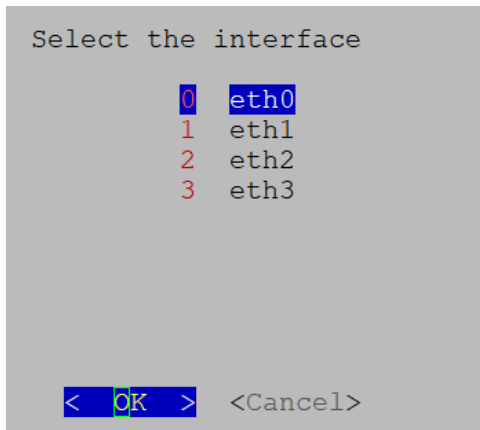 Select the interface
0 eth0
1 eth1
2 eth2
3 eth3
< OK > <Cancel>